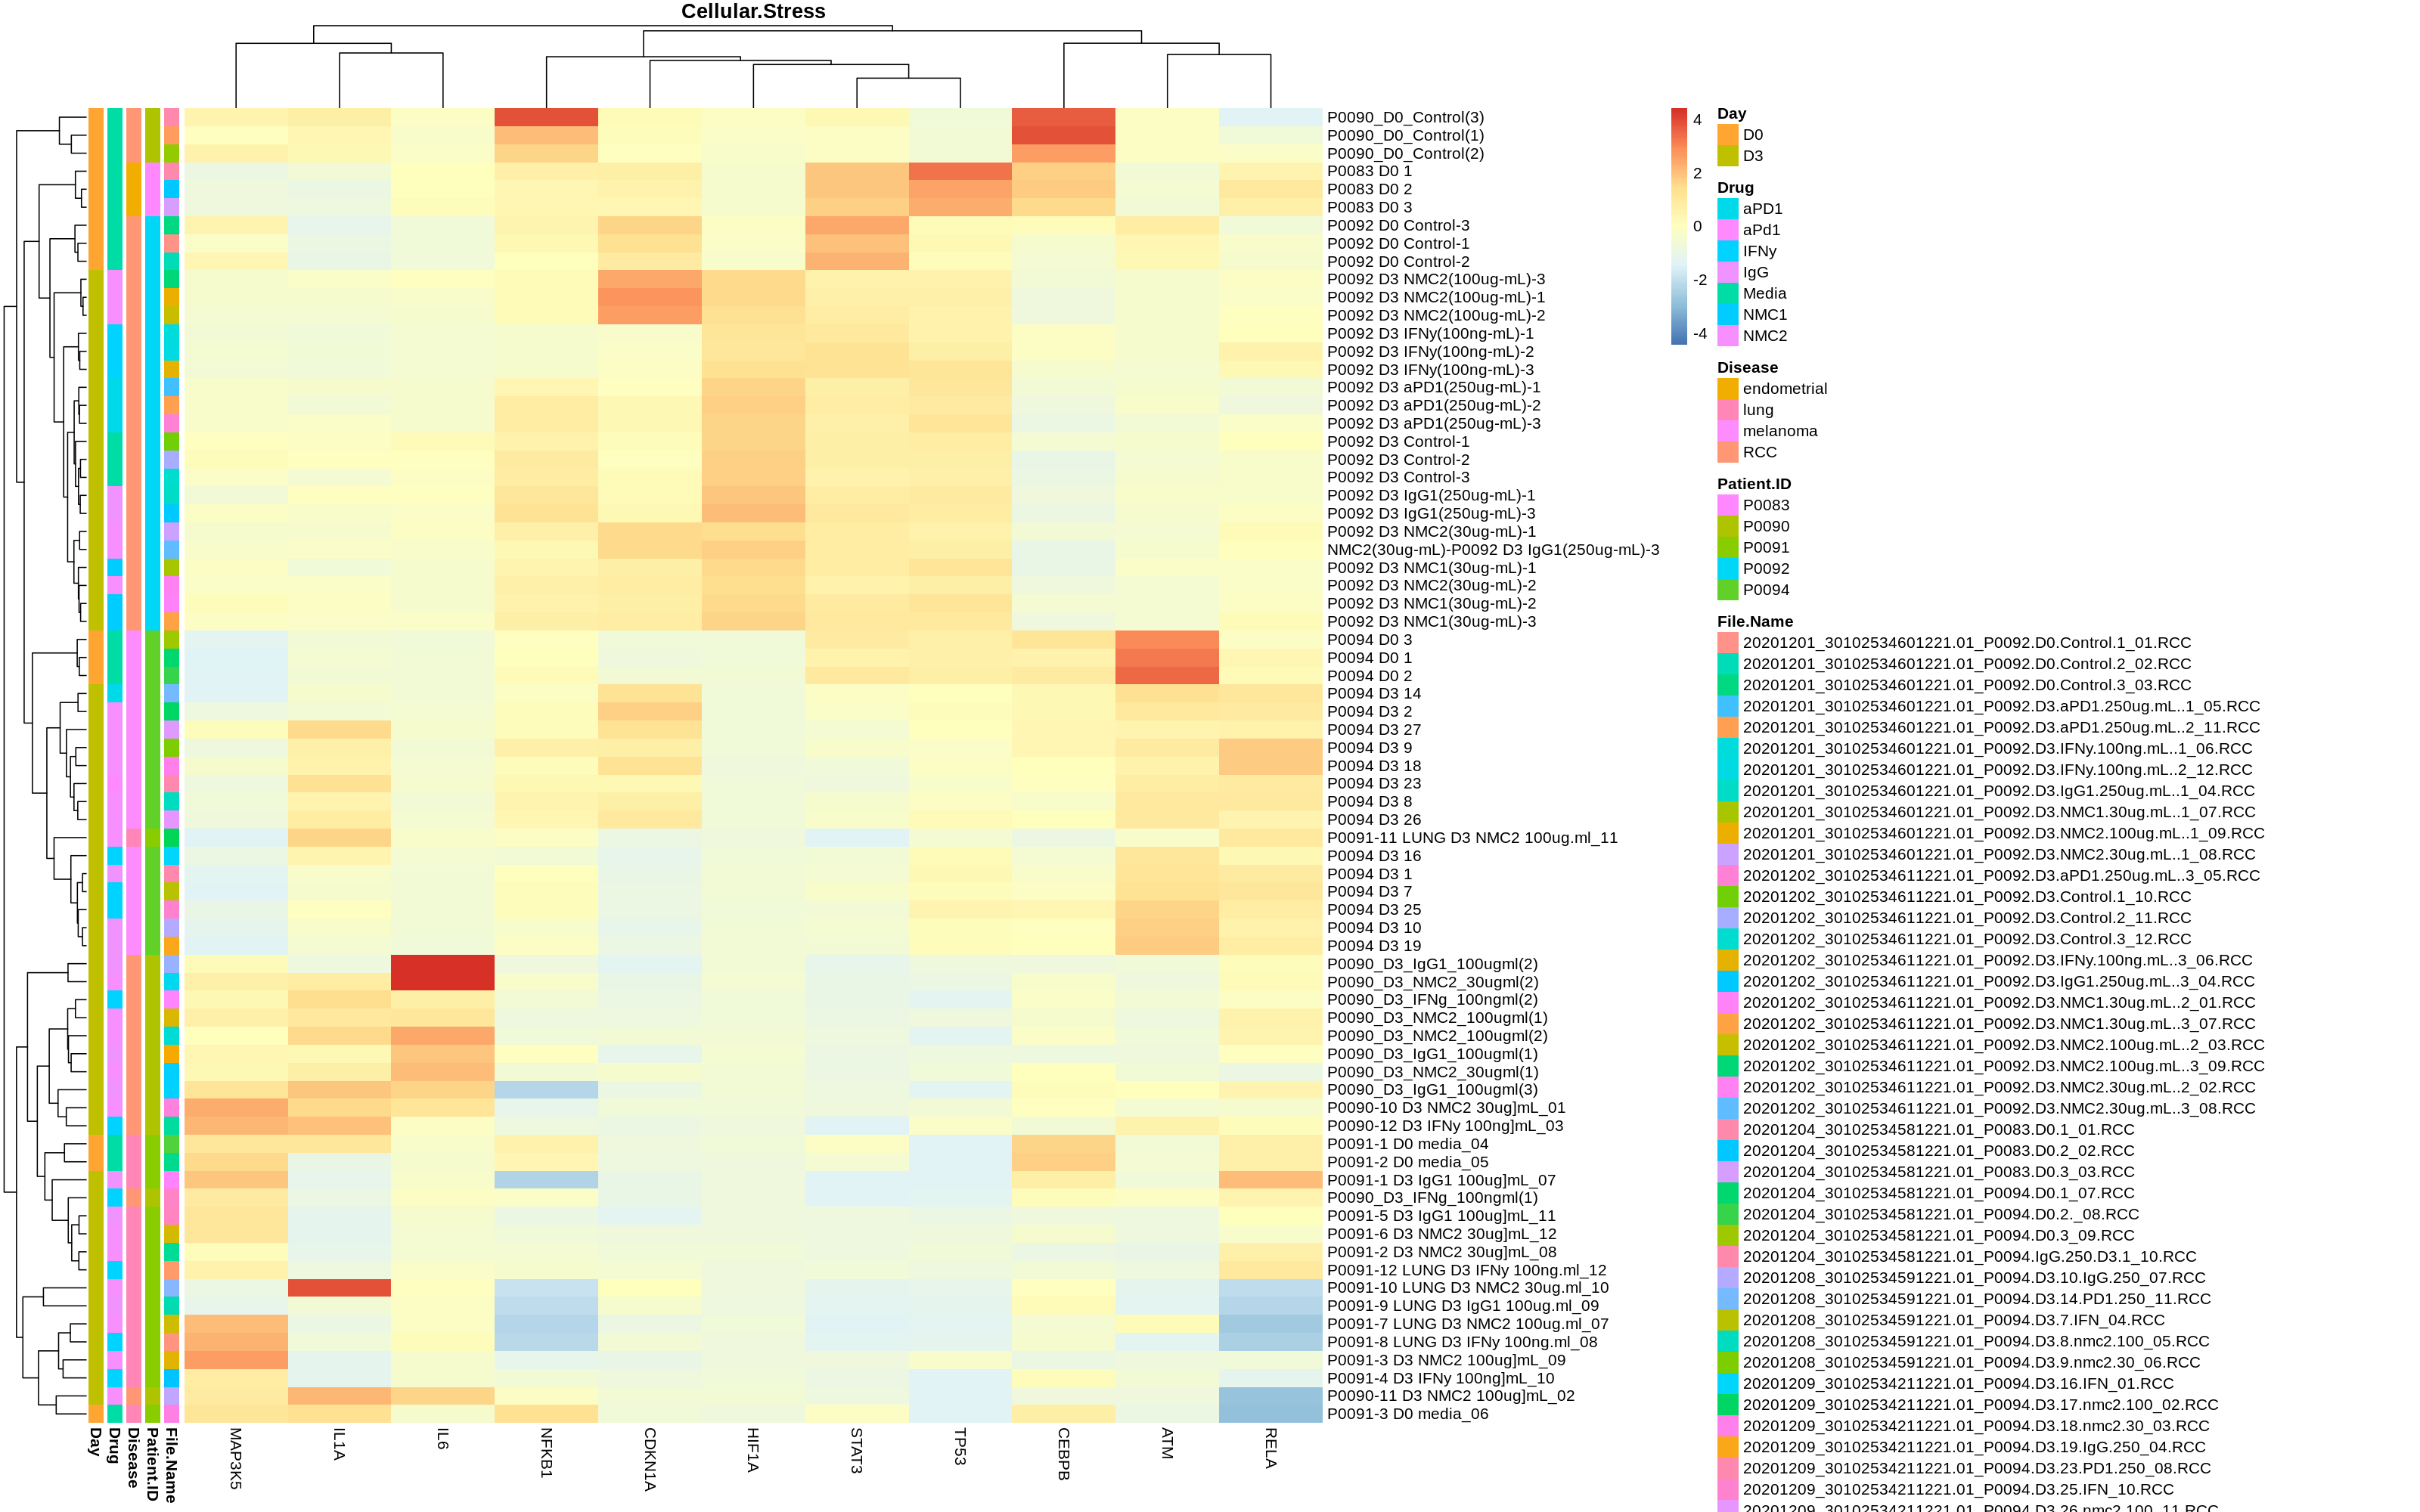 Cellular.Stress
P0090_D0_Control(3)
P0090_D0_Control(1)
P0090_D0_Control(2)
P0083 D0 1
P0083 D0 2
P0083 D0 3
P0092 D0 Control-3
P0092 D0 Control-1
P0092 D0 Control-2
P0092 D3 NMC2(100ug-mL)-3
P0092 D3 NMC2(100ug-mL)-1
P0092 D3 NMC2(100ug-mL)-2
P0092 D3 IFNy(100ng-mL)-1
P0092 D3 IFNy(100ng-mL)-2
P0092 D3 IFNy(100ng-mL)-3
P0092 D3 aPD1(250ug-mL)-1
P0092 D3 aPD1(250ug-mL)-2
P0092 D3 aPD1(250ug-mL)-3
P0092 D3 Control-1
P0092 D3 Control-2
P0092 D3 Control-3
P0092 D3 IgG1(250ug-mL)-1
P0092 D3 IgG1(250ug-mL)-3
P0092 D3 NMC2(30ug-mL)-1
NMC2(30ug-mL)-P0092 D3 IgG1(250ug-mL)-3
P0092 D3 NMC1(30ug-mL)-1
P0092 D3 NMC2(30ug-mL)-2
P0092 D3 NMC1(30ug-mL)-2
P0092 D3 NMC1(30ug-mL)-3
P0094 D0 3
P0094 D0 1
P0094 D0 2
P0094 D3 14
P0094 D3 2
P0094 D3 27
P0094 D3 9
P0094 D3 18
P0094 D3 23
P0094 D3 8
P0094 D3 26
P0091-11 LUNG D3 NMC2 100ug.ml_11
P0094 D3 16
P0094 D3 1
P0094 D3 7
P0094 D3 25
P0094 D3 10
P0094 D3 19
P0090_D3_IgG1_100ugml(2)
P0090_D3_NMC2_30ugml(2)
P0090_D3_IFNg_100ngml(2)
P0090_D3_NMC2_100ugml(1)
P0090_D3_NMC2_100ugml(2)
P0090_D3_IgG1_100ugml(1)
P0090_D3_NMC2_30ugml(1)
P0090_D3_IgG1_100ugml(3)
P0090-10 D3 NMC2 30ug]mL_01
P0090-12 D3 IFNy 100ng]mL_03
P0091-1 D0 media_04
P0091-2 D0 media_05
P0091-1 D3 IgG1 100ug]mL_07
P0090_D3_IFNg_100ngml(1)
P0091-5 D3 IgG1 100ug]mL_11
P0091-6 D3 NMC2 30ug]mL_12
P0091-2 D3 NMC2 30ug]mL_08
P0091-12 LUNG D3 IFNy 100ng.ml_12
P0091-10 LUNG D3 NMC2 30ug.ml_10
P0091-9 LUNG D3 IgG1 100ug.ml_09
P0091-7 LUNG D3 NMC2 100ug.ml_07
P0091-8 LUNG D3 IFNy 100ng.ml_08
P0091-3 D3 NMC2 100ug]mL_09
P0091-4 D3 IFNy 100ng]mL_10
P0090-11 D3 NMC2 100ug]mL_02
P0091-3 D0 media_06
Day
Drug
Disease
Patient.ID
File.Name
MAP3K5
IL1A
IL6
NFKB1
CDKN1A
HIF1A
STAT3
TP53
CEBPB
ATM
RELA
4
2
0
-2
-4
Day
D0
D3
Drug
aPD1
aPd1
IFNy
IgG
Media
NMC1
NMC2
Disease
endometrial
lung
melanoma
RCC
Patient.ID
P0083
P0090
P0091
P0092
P0094
File.Name
20201201_30102534601221.01_P0092.D0.Control.1_01.RCC
20201201_30102534601221.01_P0092.D0.Control.2_02.RCC
20201201_30102534601221.01_P0092.D0.Control.3_03.RCC
20201201_30102534601221.01_P0092.D3.aPD1.250ug.mL..1_05.RCC
20201201_30102534601221.01_P0092.D3.aPD1.250ug.mL..2_11.RCC
20201201_30102534601221.01_P0092.D3.IFNy.100ng.mL..1_06.RCC
20201201_30102534601221.01_P0092.D3.IFNy.100ng.mL..2_12.RCC
20201201_30102534601221.01_P0092.D3.IgG1.250ug.mL..1_04.RCC
20201201_30102534601221.01_P0092.D3.NMC1.30ug.mL..1_07.RCC
20201201_30102534601221.01_P0092.D3.NMC2.100ug.mL..1_09.RCC
20201201_30102534601221.01_P0092.D3.NMC2.30ug.mL..1_08.RCC
20201202_30102534611221.01_P0092.D3.aPD1.250ug.mL..3_05.RCC
20201202_30102534611221.01_P0092.D3.Control.1_10.RCC
20201202_30102534611221.01_P0092.D3.Control.2_11.RCC
20201202_30102534611221.01_P0092.D3.Control.3_12.RCC
20201202_30102534611221.01_P0092.D3.IFNy.100ng.mL..3_06.RCC
20201202_30102534611221.01_P0092.D3.IgG1.250ug.mL..3_04.RCC
20201202_30102534611221.01_P0092.D3.NMC1.30ug.mL..2_01.RCC
20201202_30102534611221.01_P0092.D3.NMC1.30ug.mL..3_07.RCC
20201202_30102534611221.01_P0092.D3.NMC2.100ug.mL..2_03.RCC
20201202_30102534611221.01_P0092.D3.NMC2.100ug.mL..3_09.RCC
20201202_30102534611221.01_P0092.D3.NMC2.30ug.mL..2_02.RCC
20201202_30102534611221.01_P0092.D3.NMC2.30ug.mL..3_08.RCC
20201204_30102534581221.01_P0083.D0.1_01.RCC
20201204_30102534581221.01_P0083.D0.2_02.RCC
20201204_30102534581221.01_P0083.D0.3_03.RCC
20201204_30102534581221.01_P0094.D0.1_07.RCC
20201204_30102534581221.01_P0094.D0.2._08.RCC
20201204_30102534581221.01_P0094.D0.3_09.RCC
20201204_30102534581221.01_P0094.IgG.250.D3.1_10.RCC
20201208_30102534591221.01_P0094.D3.10.IgG.250_07.RCC
20201208_30102534591221.01_P0094.D3.14.PD1.250_11.RCC
20201208_30102534591221.01_P0094.D3.7.IFN_04.RCC
20201208_30102534591221.01_P0094.D3.8.nmc2.100_05.RCC
20201208_30102534591221.01_P0094.D3.9.nmc2.30_06.RCC
20201209_30102534211221.01_P0094.D3.16.IFN_01.RCC
20201209_30102534211221.01_P0094.D3.17.nmc2.100_02.RCC
20201209_30102534211221.01_P0094.D3.18.nmc2.30_03.RCC
20201209_30102534211221.01_P0094.D3.19.IgG.250_04.RCC
20201209_30102534211221.01_P0094.D3.23.PD1.250_08.RCC
20201209_30102534211221.01_P0094.D3.25.IFN_10.RCC
20201209_30102534211221.01_P0094.D3.26.nmc2.100_11.RCC